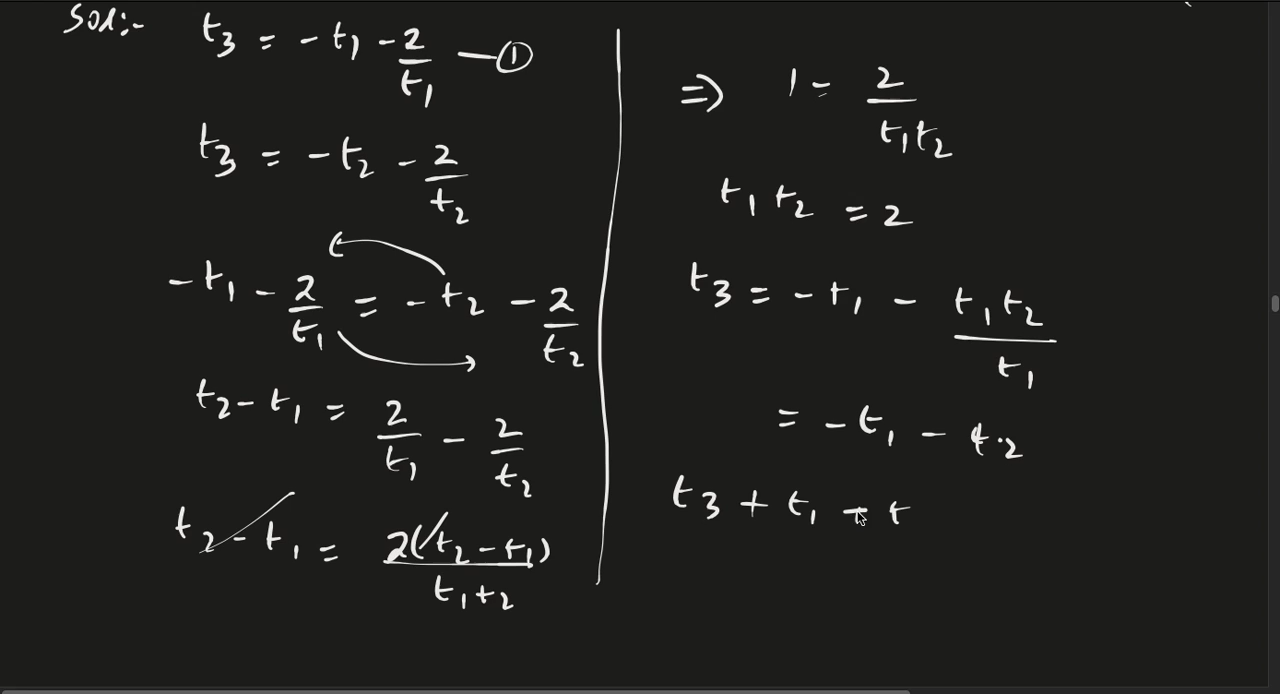 Sol:-
t₃ = -t₁ - 2/t₁ —①
t₃ = -t₂ - 2/t₂
-t₁ - 2/t₁ = -t₂ - 2/t₂
t₂ - t₁ = 2/t₁ - 2/t₂
t₂ - t₁ = 2(t₂ - t₁)/t₁t₂
⇒ 1 = 2/t₁t₂
t₁t₂ = 2
t₃ = -t₁ - t₁t₂/t₁
= -t₁ - t₂
t₃ + t₁ + t